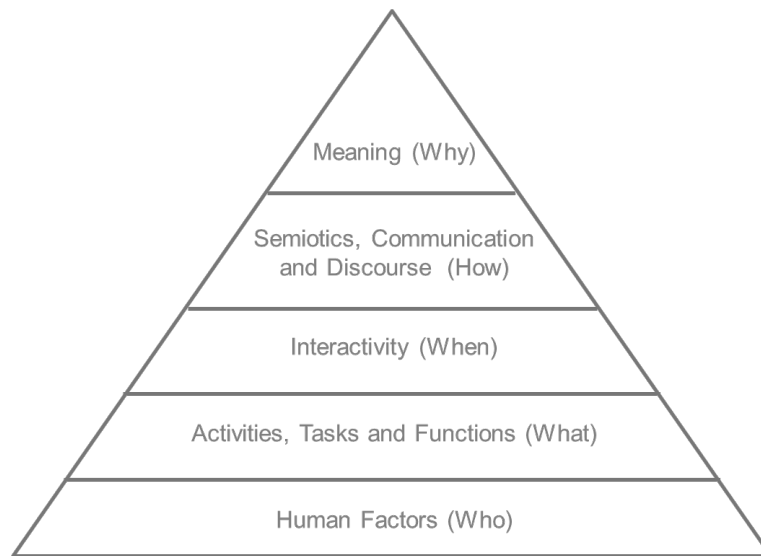 Meaning (Why)
Semiotics, Communication
and Discourse (How)
Interactivity (When)
Activities, Tasks and Functions (What)
Human Factors (Who)